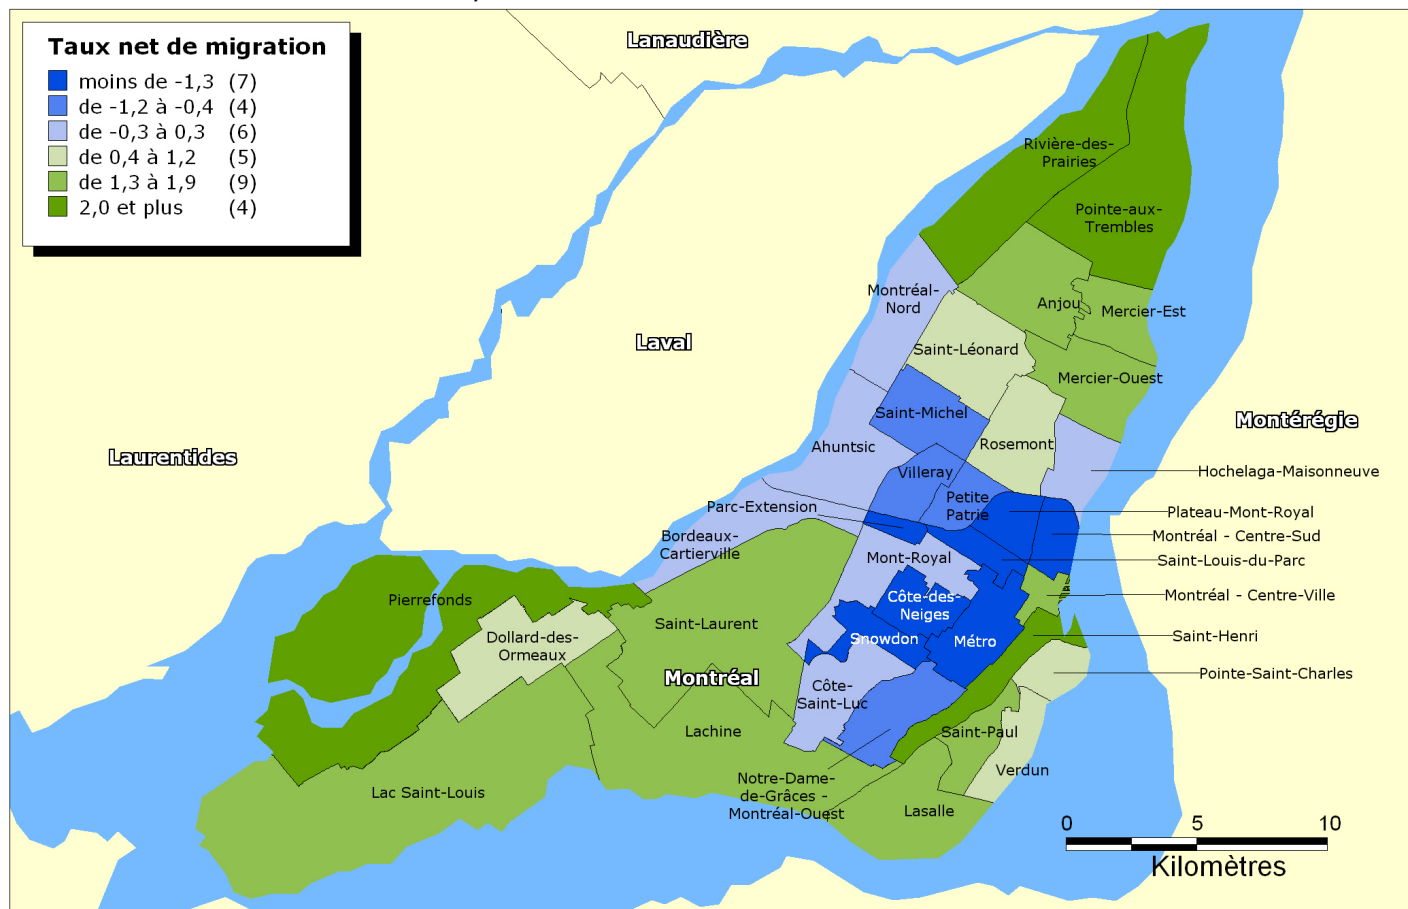 Lanaudière
Taux net de migration
moins de -1,3 (7)
de -1,2 à -0,4 (4)
de -0,3 à 0,3 (6)
de 0,4 à 1,2 (5)
de 1,3 à 1,9 (9)
2,0 et plus (4)
Rivière-des-
Prairies
Pointe-aux-
Trembles
Montréal-
Nord
Anjou
Mercier-Est
Laval
Saint-Léonard
Mercier-Ouest
Saint-Michel
Montérégie
Ahuntsic
Rosemont
Laurentides
Villeray
Hochelaga-Maisonneuve
Petite
Patrie
Parc-Extension
Plateau-Mont-Royal
Bordeaux-
Cartierville
Montréal - Centre-Sud
Mont-Royal
Saint-Louis-du-Parc
Pierrefonds
Côte-des-
Neiges
Montréal - Centre-Ville
Saint-Laurent
Dollard-des-
Ormeaux
Snowdon
Métro
Saint-Henri
Montréal
Pointe-Saint-Charles
Côte-
Saint-Luc
Lachine
Saint-Paul
Verdun
Lac Saint-Louis
Notre-Dame-
de-Grâces -
Montréal-Ouest
Lasalle
0 5 10
Kilomètres